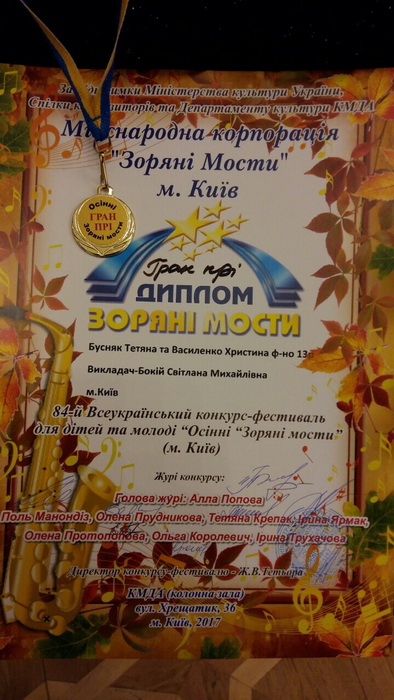 За підтримки Міністерства культури України,
Спілки композиторів та Департаменту культури КМДА
Міжнародна корпорація
"Зоряні Мости"
м. Київ
Осінні
ГРАН
ПРІ
Зоряні мости
Гран прі
ДИПЛОМ
ЗОРЯНІ МОСТИ
Бусняк Тетяна та Василенко Христина ф-но 13р
Викладач-Бокій Світлана Михайлівна
м.Київ
84-й Всеукраїнський конкурс-фестиваль
для дітей та молоді "Осінні "Зоряні мости"
(м. Київ)
Журі конкурсу:
Голова журі: Алла Попова
Поль Манондіз, Олена Прудникова, Тетяна Крепак, Ірина Ярмак,
Олена Протопопова, Ольга Королевич, Ірина Трухачова
Директор конкурсу-фестивалю - Ж.В.Тетьора
КМДА (колонна зала)
вул. Хрещатик, 36
м. Київ, 2017